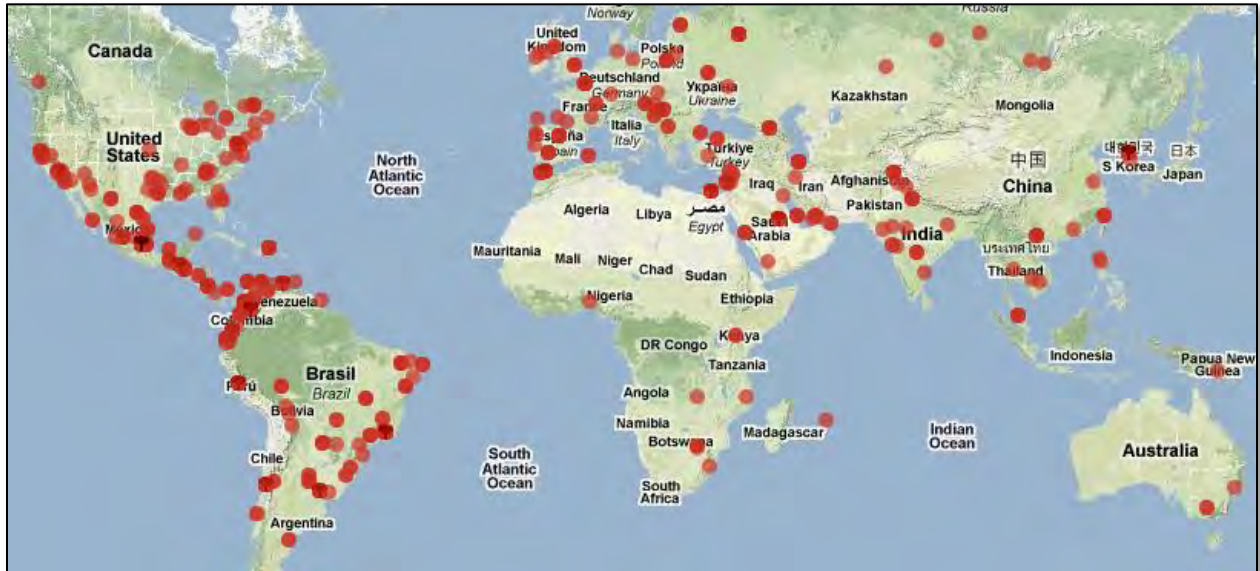 Norway
Russia
Canada
United
Kingdom
Polska
Poland
Deutschland
Germany
Україна
Ukraine
Kazakhstan
Mongolia
France
United
States
Italia
Italy
España
Spain
North
Atlantic
Ocean
Türkiye
Turkey
中国
China
대한민국
S Korea
日本
Japan
Iraq
Iran
Afghanistan
Pakistan
Algeria
Libya
مصر
Egypt
Saudi
Arabia
India
México
Mauritania
Mali
Niger
Chad
Sudan
ประเทศไทย
Thailand
Nigeria
Ethiopia
Venezuela
Colombia
DR Congo
Kenya
Tanzania
Indonesia
Papua New
Guinea
Perú
Brasil
Brazil
Angola
Bolivia
Namibia
Botswana
Madagascar
Indian
Ocean
Australia
Chile
South
Atlantic
Ocean
South
Africa
Argentina